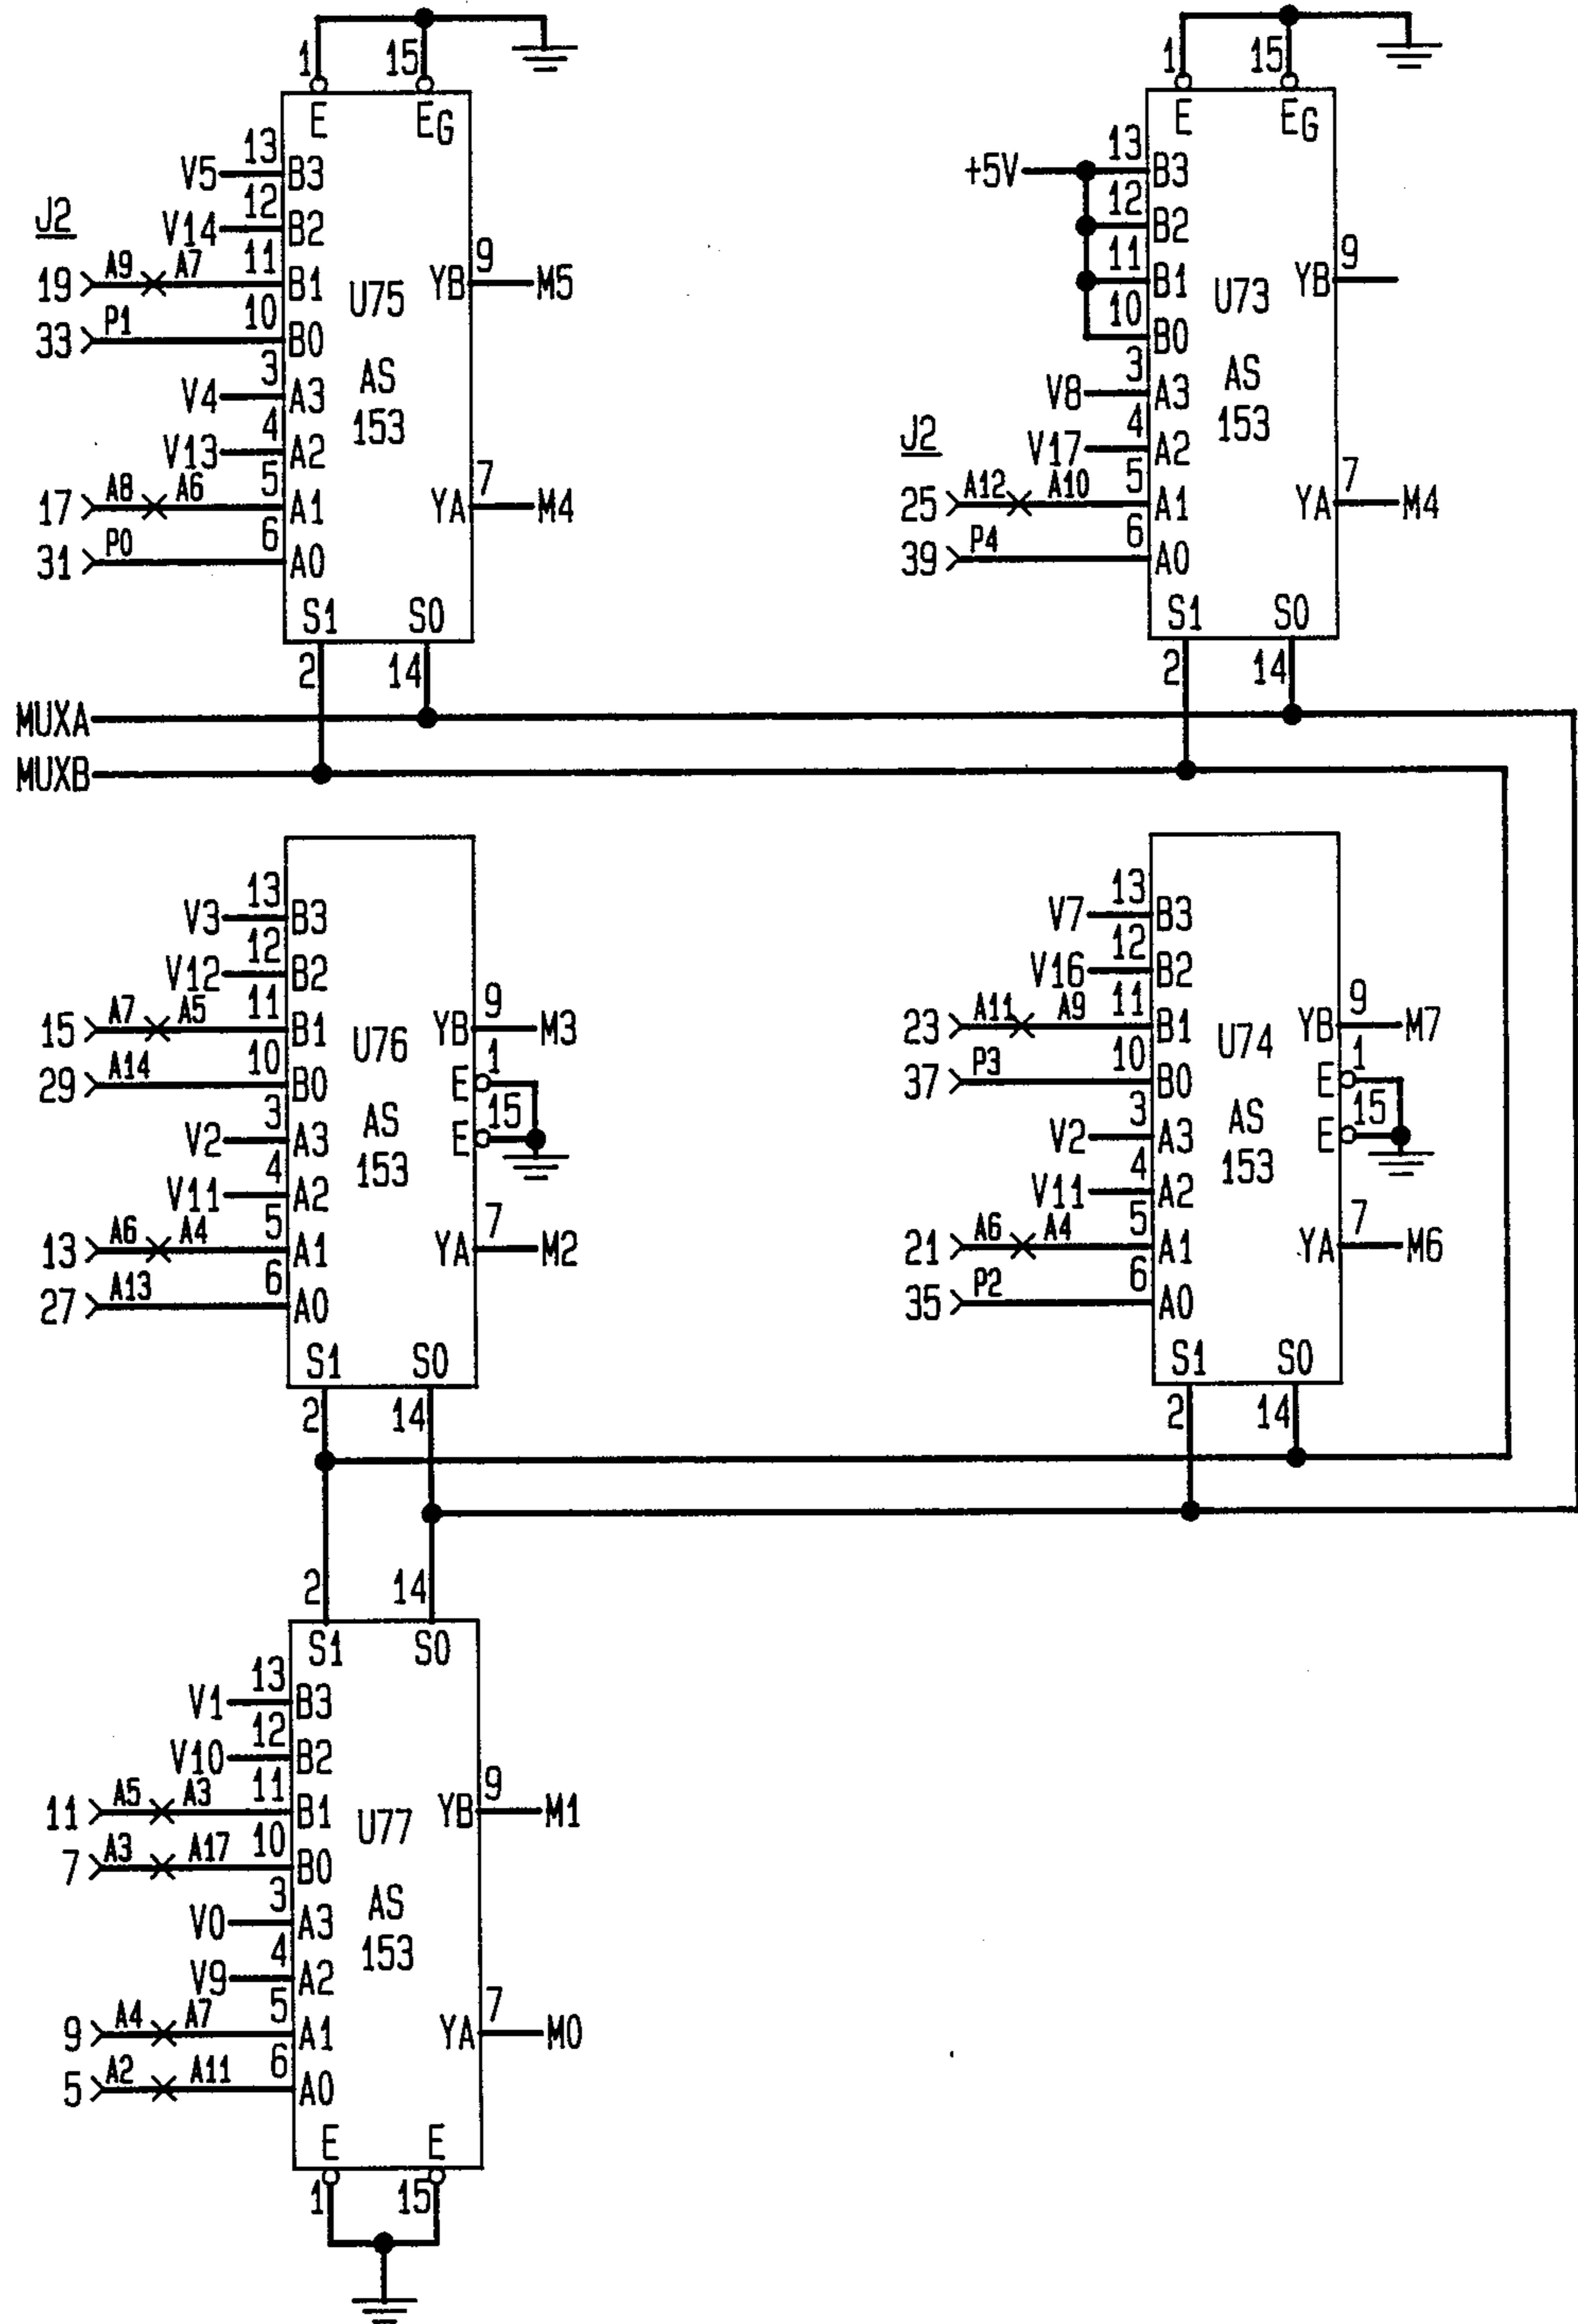 1 15
E EG
13
V5 B3
12
J2 V14 B2
19 A9 A7 11 B1 U75 YB 9 M5
33 P1 10 B0
3
V4 A3 AS
4 153
V13 A2
17 A8 A6 5 A1 YA 7 M4
31 P0 6 A0
S1 S0
2 14
1 15
E EG
13
+5V B3
12
B2
11
B1 U73 YB 9
10
B0
3
V8 A3 AS
4 153
J2 V17 A2
25 A12 A10 5 A1 YA 7 M4
39 P4 6 A0
S1 S0
2 14
MUXA
MUXB
13
V3 B3
12
V12 B2
15 A7 A5 11 B1 U76 YB 9 M3
29 A14 10 B0 E 1
3 15
V2 A3 AS E
4 153
V11 A2
13 A6 A4 5 A1 YA 7 M2
27 A13 6 A0
S1 S0
2 14
13
V7 B3
12
V16 B2
23 A11 A9 11 B1 U74 YB 9 M7
37 P3 10 B0 E 1
3 15
V2 A3 AS E
4 153
V11 A2
21 A6 A4 5 A1 YA 7 M6
35 P2 6 A0
S1 S0
2 14
2 14
S1 S0
13
V1 B3
12
V10 B2
11 A5 A3 11 B1 U77 YB 9 M1
7 A3 A17 10 B0
3
V0 A3 AS
4 153
V9 A2
9 A4 A7 5 A1 YA 7 M0
5 A2 A11 6 A0
E E
1 15